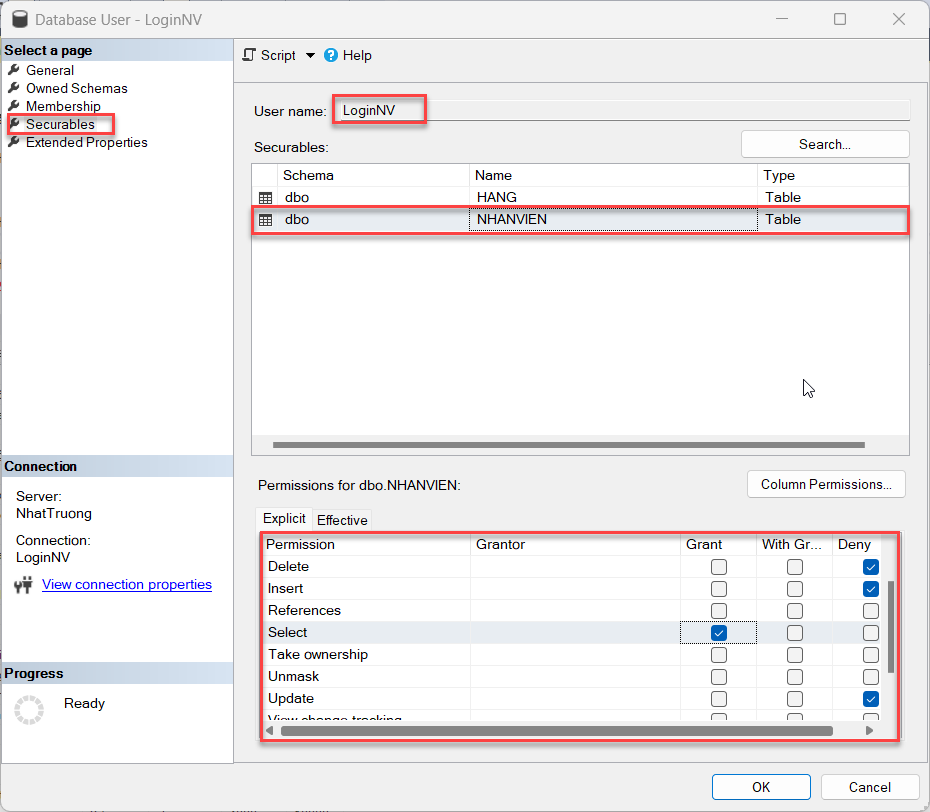 Database User - LoginNV
Select a page
General
Owned Schemas
Membership
Securables
Extended Properties
Connection
Server:
NhatTruong
Connection:
LoginNV
View connection properties
Progress
Ready
Script
Help
User name: LoginNV
Securables:
Search...
Schema Name Type
dbo HANG Table
dbo NHANVIEN Table
Permissions for dbo.NHANVIEN:
Column Permissions...
Explicit Effective
Permission Grantor Grant With Gr... Deny
Delete
Insert
References
Select
Take ownership
Unmask
Update
View change tracking
OK Cancel